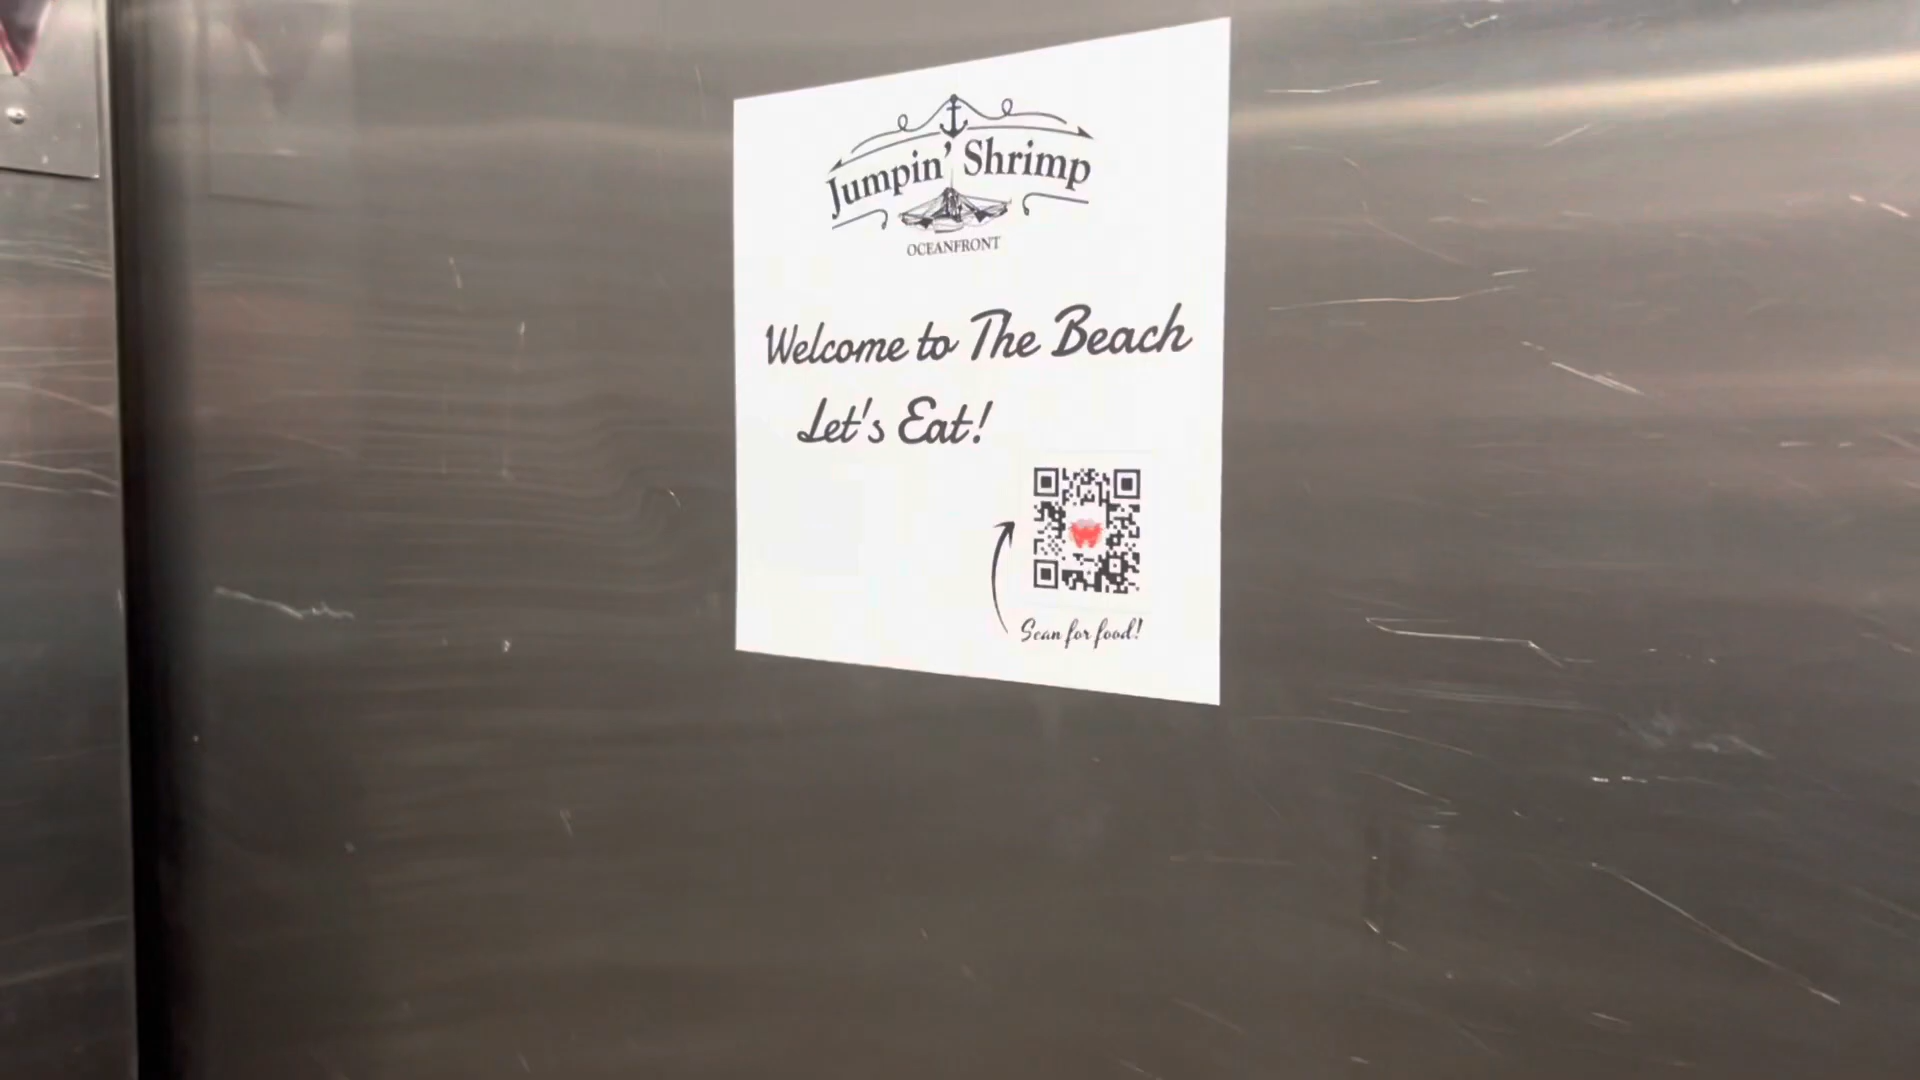 Jumpin' Shrimp
OCEANFRONT
Welcome to The Beach
Let's Eat!
Scan for food!